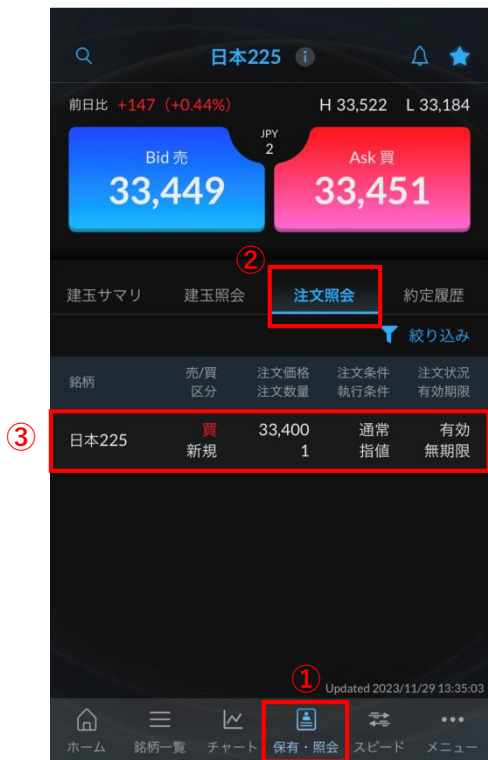 日本225 i
前日比 +147 (+0.44%) H 33,522 L 33,184
JPY
2
Bid 売
33,449
Ask 買
33,451
②
建玉サマリ 建玉照会 注文照会 約定履歴
絞り込み
銘柄 売/買 注文価格 注文条件 注文状況
区分 注文数量 執行条件 有効期限
③
日本225 買 33,400 通常 有効
新規 1 指値 無期限
①
Updated 2023/11/29 13:35:03
ホーム 銘柄一覧 チャート 保有・照会 スピード メニュー